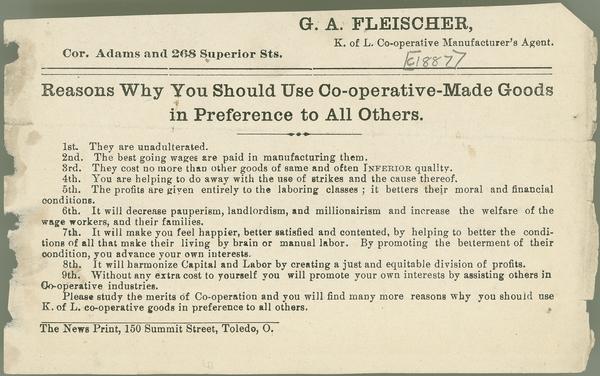 G. A. FLEISCHER,
K. of L. Co-operative Manufacturer's Agent.
Cor. Adams and 268 Superior Sts.
[c1887]
Reasons Why You Should Use Co-operative-Made Goods
in Preference to All Others.
1st. They are unadulterated.
2nd. The best going wages are paid in manufacturing them.
3rd. They cost no more than other goods of same and often INFERIOR quality.
4th. You are helping to do away with the use of strikes and the cause thereof.
5th. The profits are given entirely to the laboring classes ; it betters their moral and financial
conditions.
6th. It will decrease pauperism, landlordism, and millionairism and increase the welfare of the
wage workers, and their families.
7th. It will make you feel happier, better satisfied and contented, by helping to better the condi-
tions of all that make their living by brain or manual labor. By promoting the betterment of their
condition, you advance your own interests.
8th. It will harmonize Capital and Labor by creating a just and equitable division of profits.
9th. Without any extra cost to yourself you will promote your own interests by assisting others in
Co-operative industries.
Please study the merits of Co-operation and you will find many more reasons why you should use
K. of L. co-operative goods in preference to all others.
The News Print, 150 Summit Street, Toledo, O.